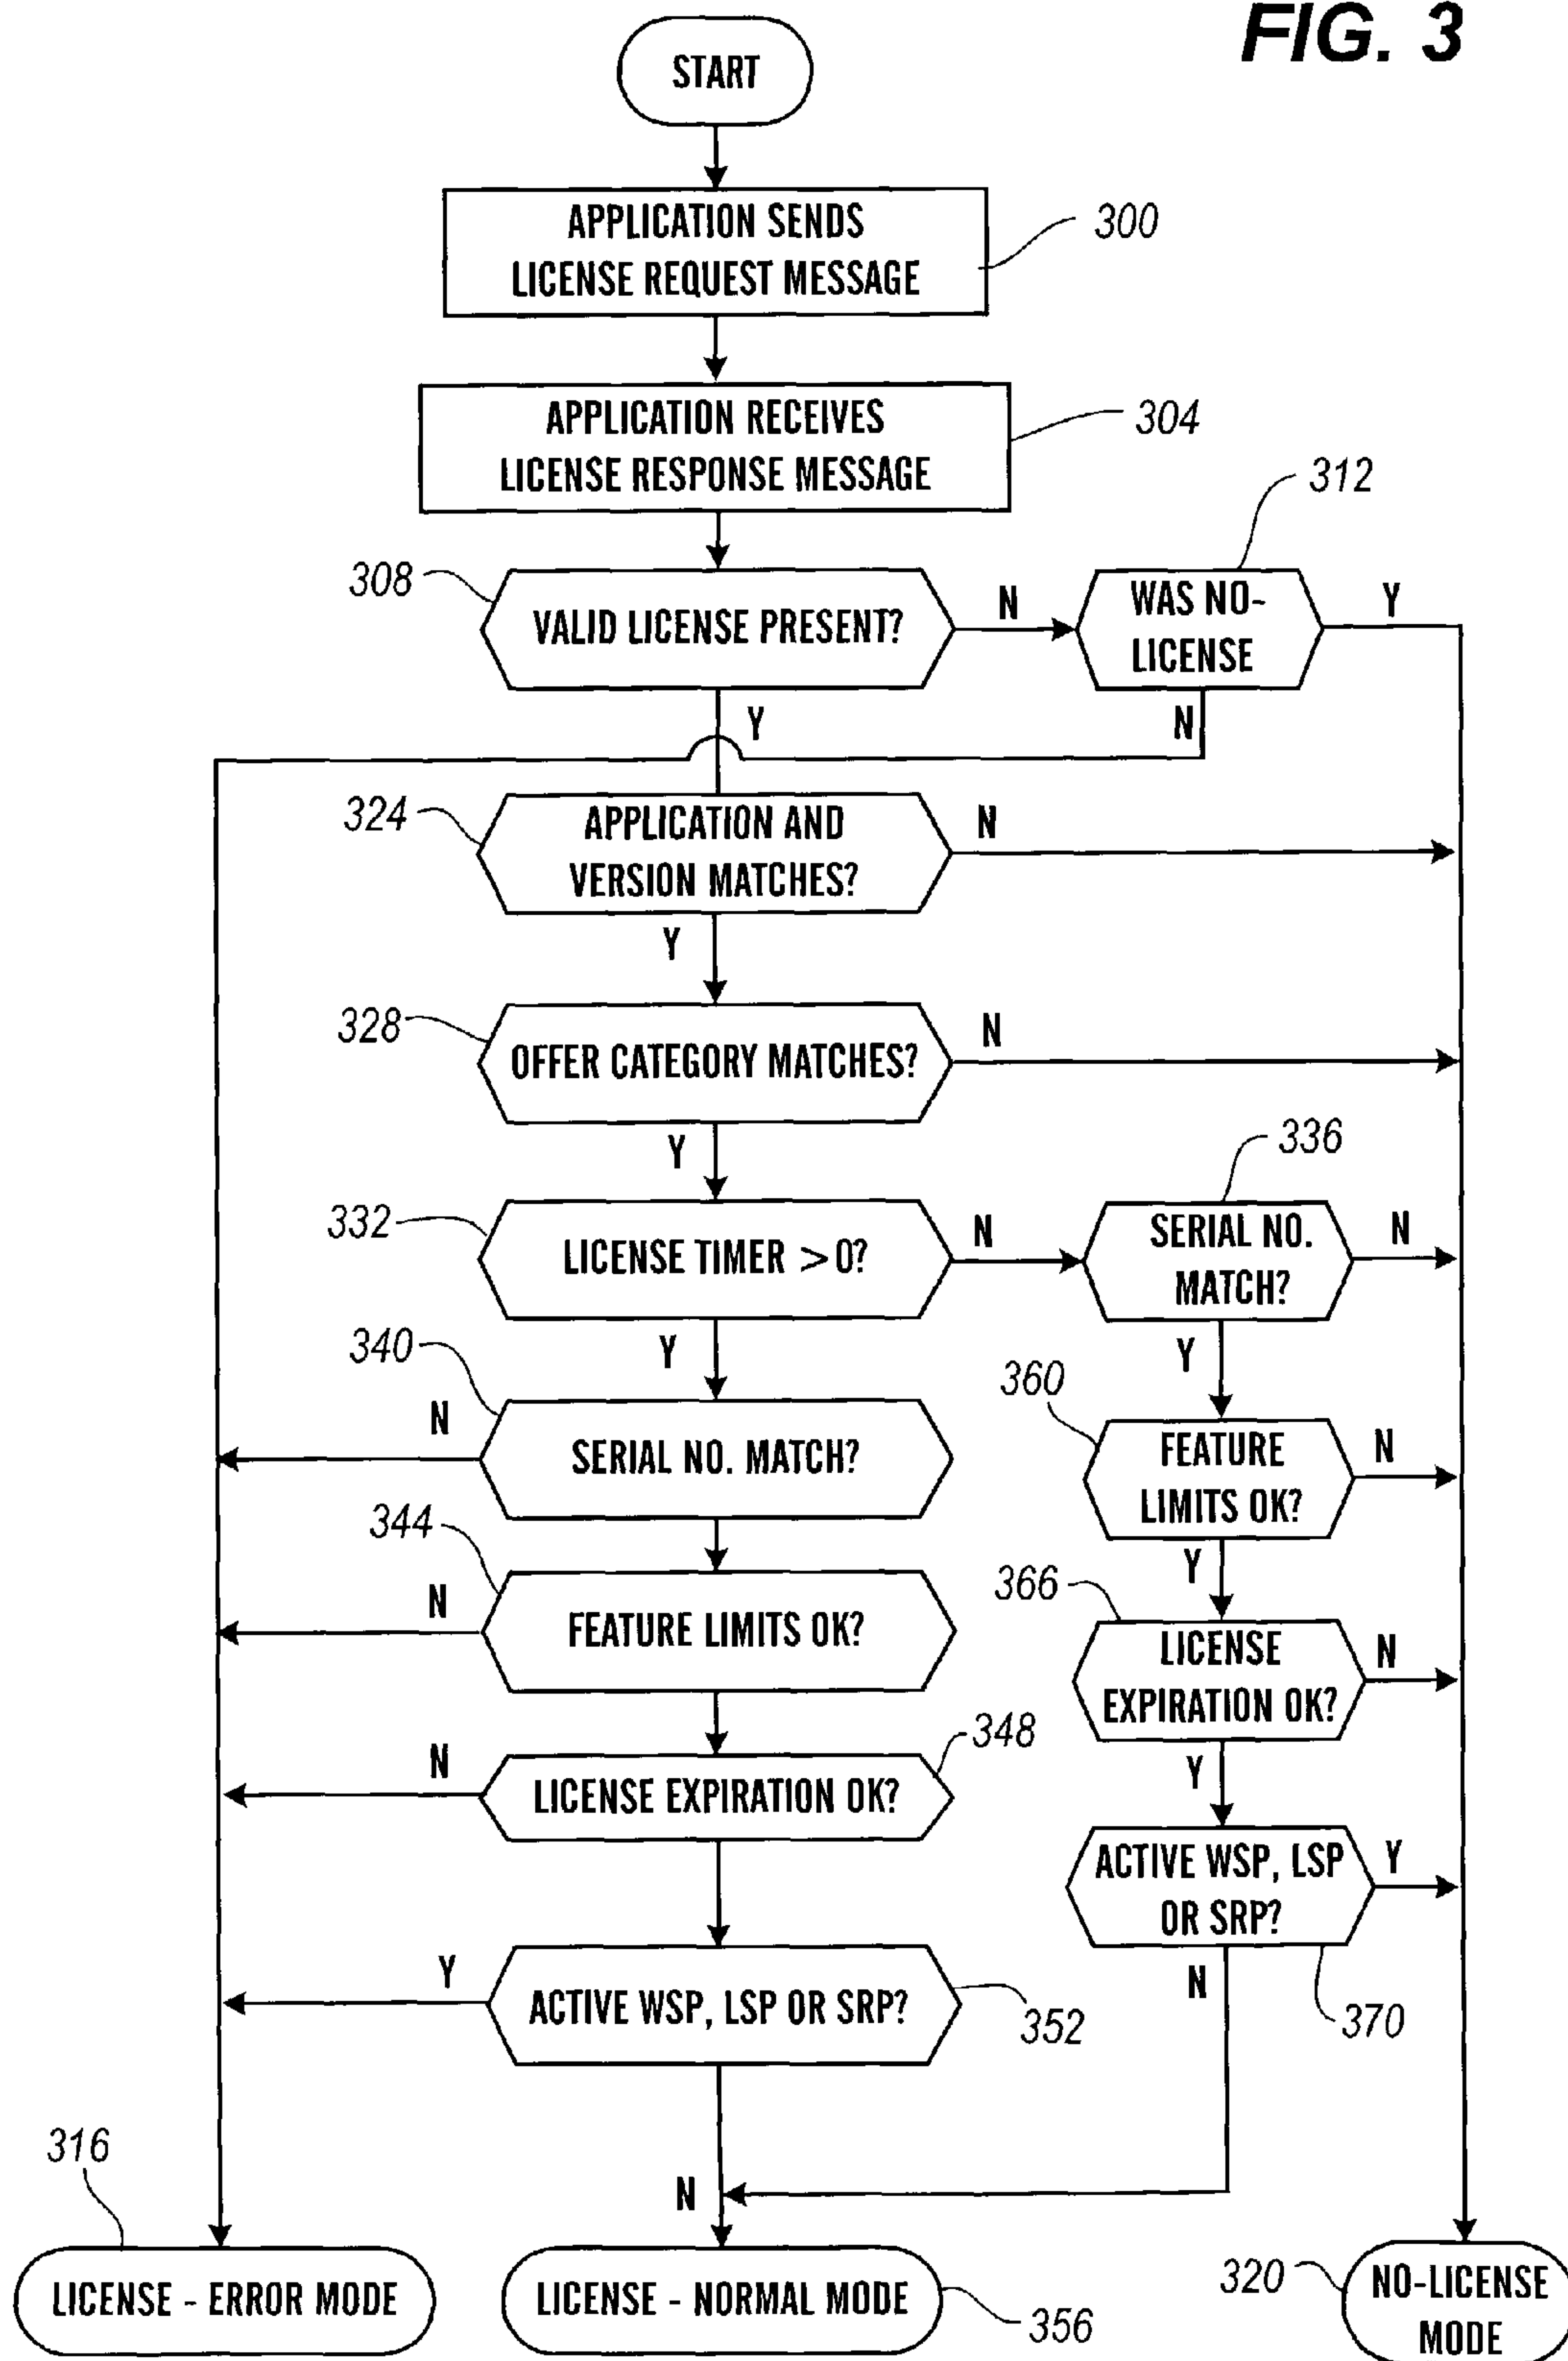 FIG. 3
START
APPLICATION SENDS
LICENSE REQUEST MESSAGE
300
APPLICATION RECEIVES
LICENSE RESPONSE MESSAGE
304
312
308
VALID LICENSE PRESENT?
N
WAS NO-
LICENSE
Y
Y
N
324
APPLICATION AND
VERSION MATCHES?
N
Y
328
OFFER CATEGORY MATCHES?
N
Y
336
332
LICENSE TIMER > 0?
N
SERIAL NO.
MATCH?
N
Y
Y
340
N
SERIAL NO. MATCH?
360
FEATURE
LIMITS OK?
N
Y
344
N
FEATURE LIMITS OK?
366
LICENSE
EXPIRATION OK?
N
Y
348
N
LICENSE EXPIRATION OK?
ACTIVE WSP, LSP
OR SRP?
Y
N
370
Y
ACTIVE WSP, LSP OR SRP?
352
N
316
LICENSE - ERROR MODE
LICENSE - NORMAL MODE
356
320
NO-LICENSE
MODE